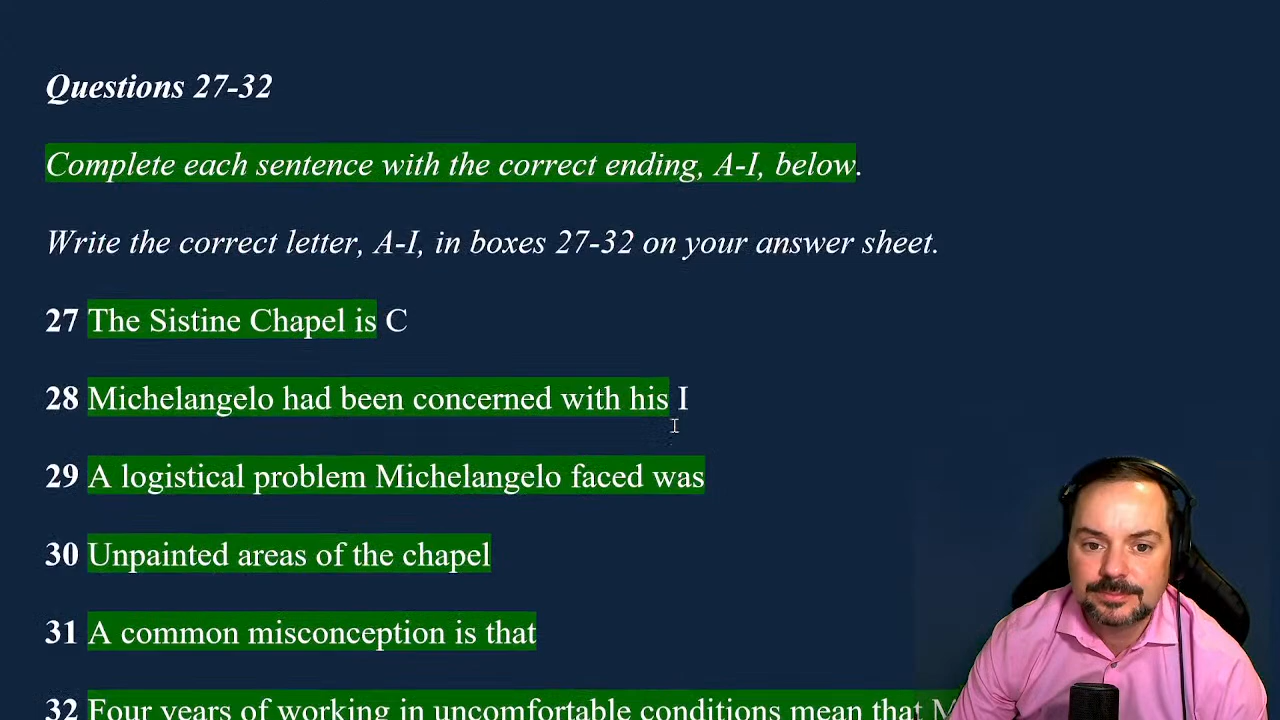 Questions 27-32
Complete each sentence with the correct ending, A-I, below.
Write the correct letter, A-I, in boxes 27-32 on your answer sheet.
27 The Sistine Chapel is C
28 Michelangelo had been concerned with his I
29 A logistical problem Michelangelo faced was
30 Unpainted areas of the chapel
31 A common misconception is that
32 Four years of working in uncomfortable conditions mean that M